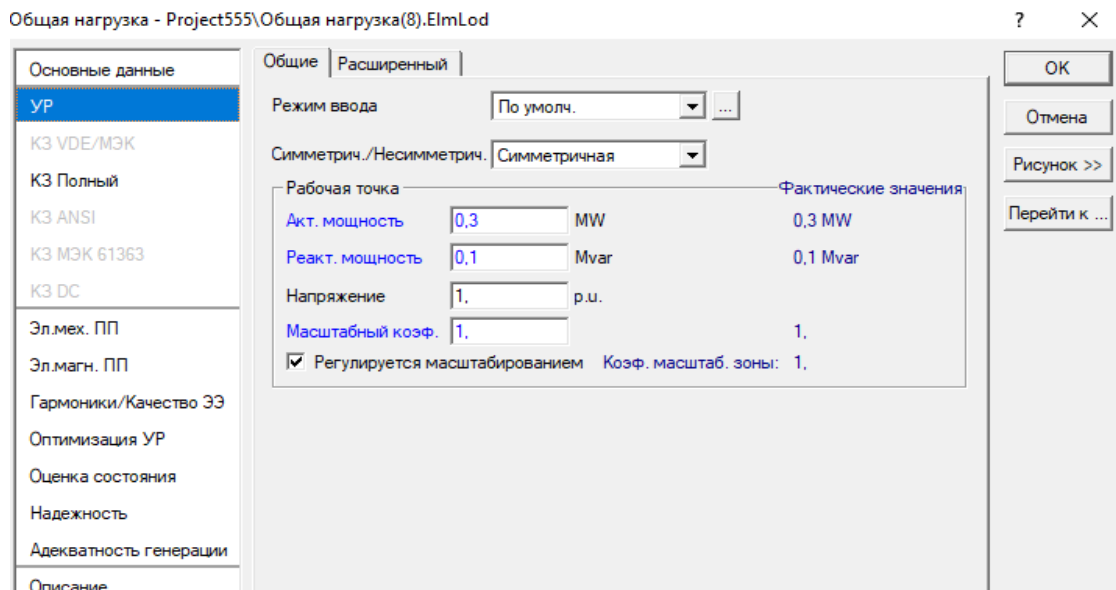 Общая нагрузка - Project555\Общая нагрузка(8).ElmLod ? ×
Основные данные
УР
КЗ VDE/МЭК
КЗ Полный
КЗ ANSI
КЗ МЭК 61363
КЗ DC
Эл.мех. ПП
Эл.магн. ПП
Гармоники/Качество ЭЭ
Оптимизация УР
Оценка состояния
Надежность
Адекватность генерации
Описание
Общие Расширенный
Режим ввода По умолч. ...
Симметрич./Несимметрич. Симметричная
Рабочая точка Фактические значения
Акт. мощность 0,3 MW 0,3 MW
Реакт. мощность 0,1 Mvar 0,1 Mvar
Напряжение 1, p.u.
Масштабный коэф. 1, 1,
Регулируется масштабированием Коэф. масштаб. зоны: 1,
OK
Отмена
Рисунок >>
Перейти к ...